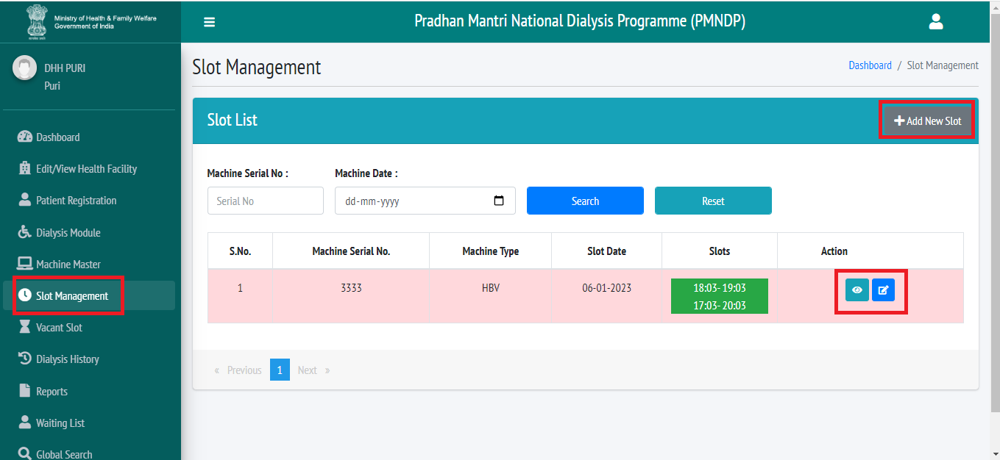 Ministry of Health & Family Welfare
Government of India
Pradhan Mantri National Dialysis Programme (PMNDP)
DHH PURI
Puri
Dashboard
Edit/View Health Facility
Patient Registration
Dialysis Module
Machine Master
Slot Management
Vacant Slot
Dialysis History
Reports
Waiting List
Global Search
Slot Management
Dashboard / Slot Management
Slot List
Add New Slot
Machine Serial No : Machine Date :
Serial No dd-mm-yyyy Search Reset
S.No. Machine Serial No. Machine Type Slot Date Slots Action
1 3333 HBV 06-01-2023 18:03- 19:03
17:03- 20:03
« Previous 1 Next »